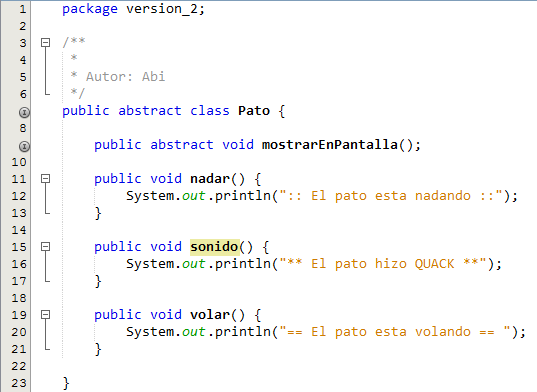 1 package version_2;
2
3 /**
4 *
5 * Autor: Abi
6 */
public abstract class Pato {
8
public abstract void mostrarEnPantalla();
10
11 public void nadar() {
12 System.out.println(":: El pato esta nadando ::");
13 }
14
15 public void sonido() {
16 System.out.println("** El pato hizo QUACK **");
17 }
18
19 public void volar() {
20 System.out.println("== El pato esta volando == ");
21 }
22
23 }